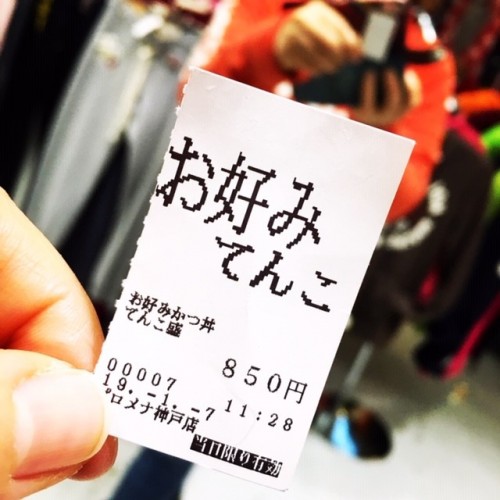 お好み
てんこ
お好みかつ丼
てんこ盛
850円
00007
19.-1.-7 11:28
プロメナ神戸店
当日限り有効